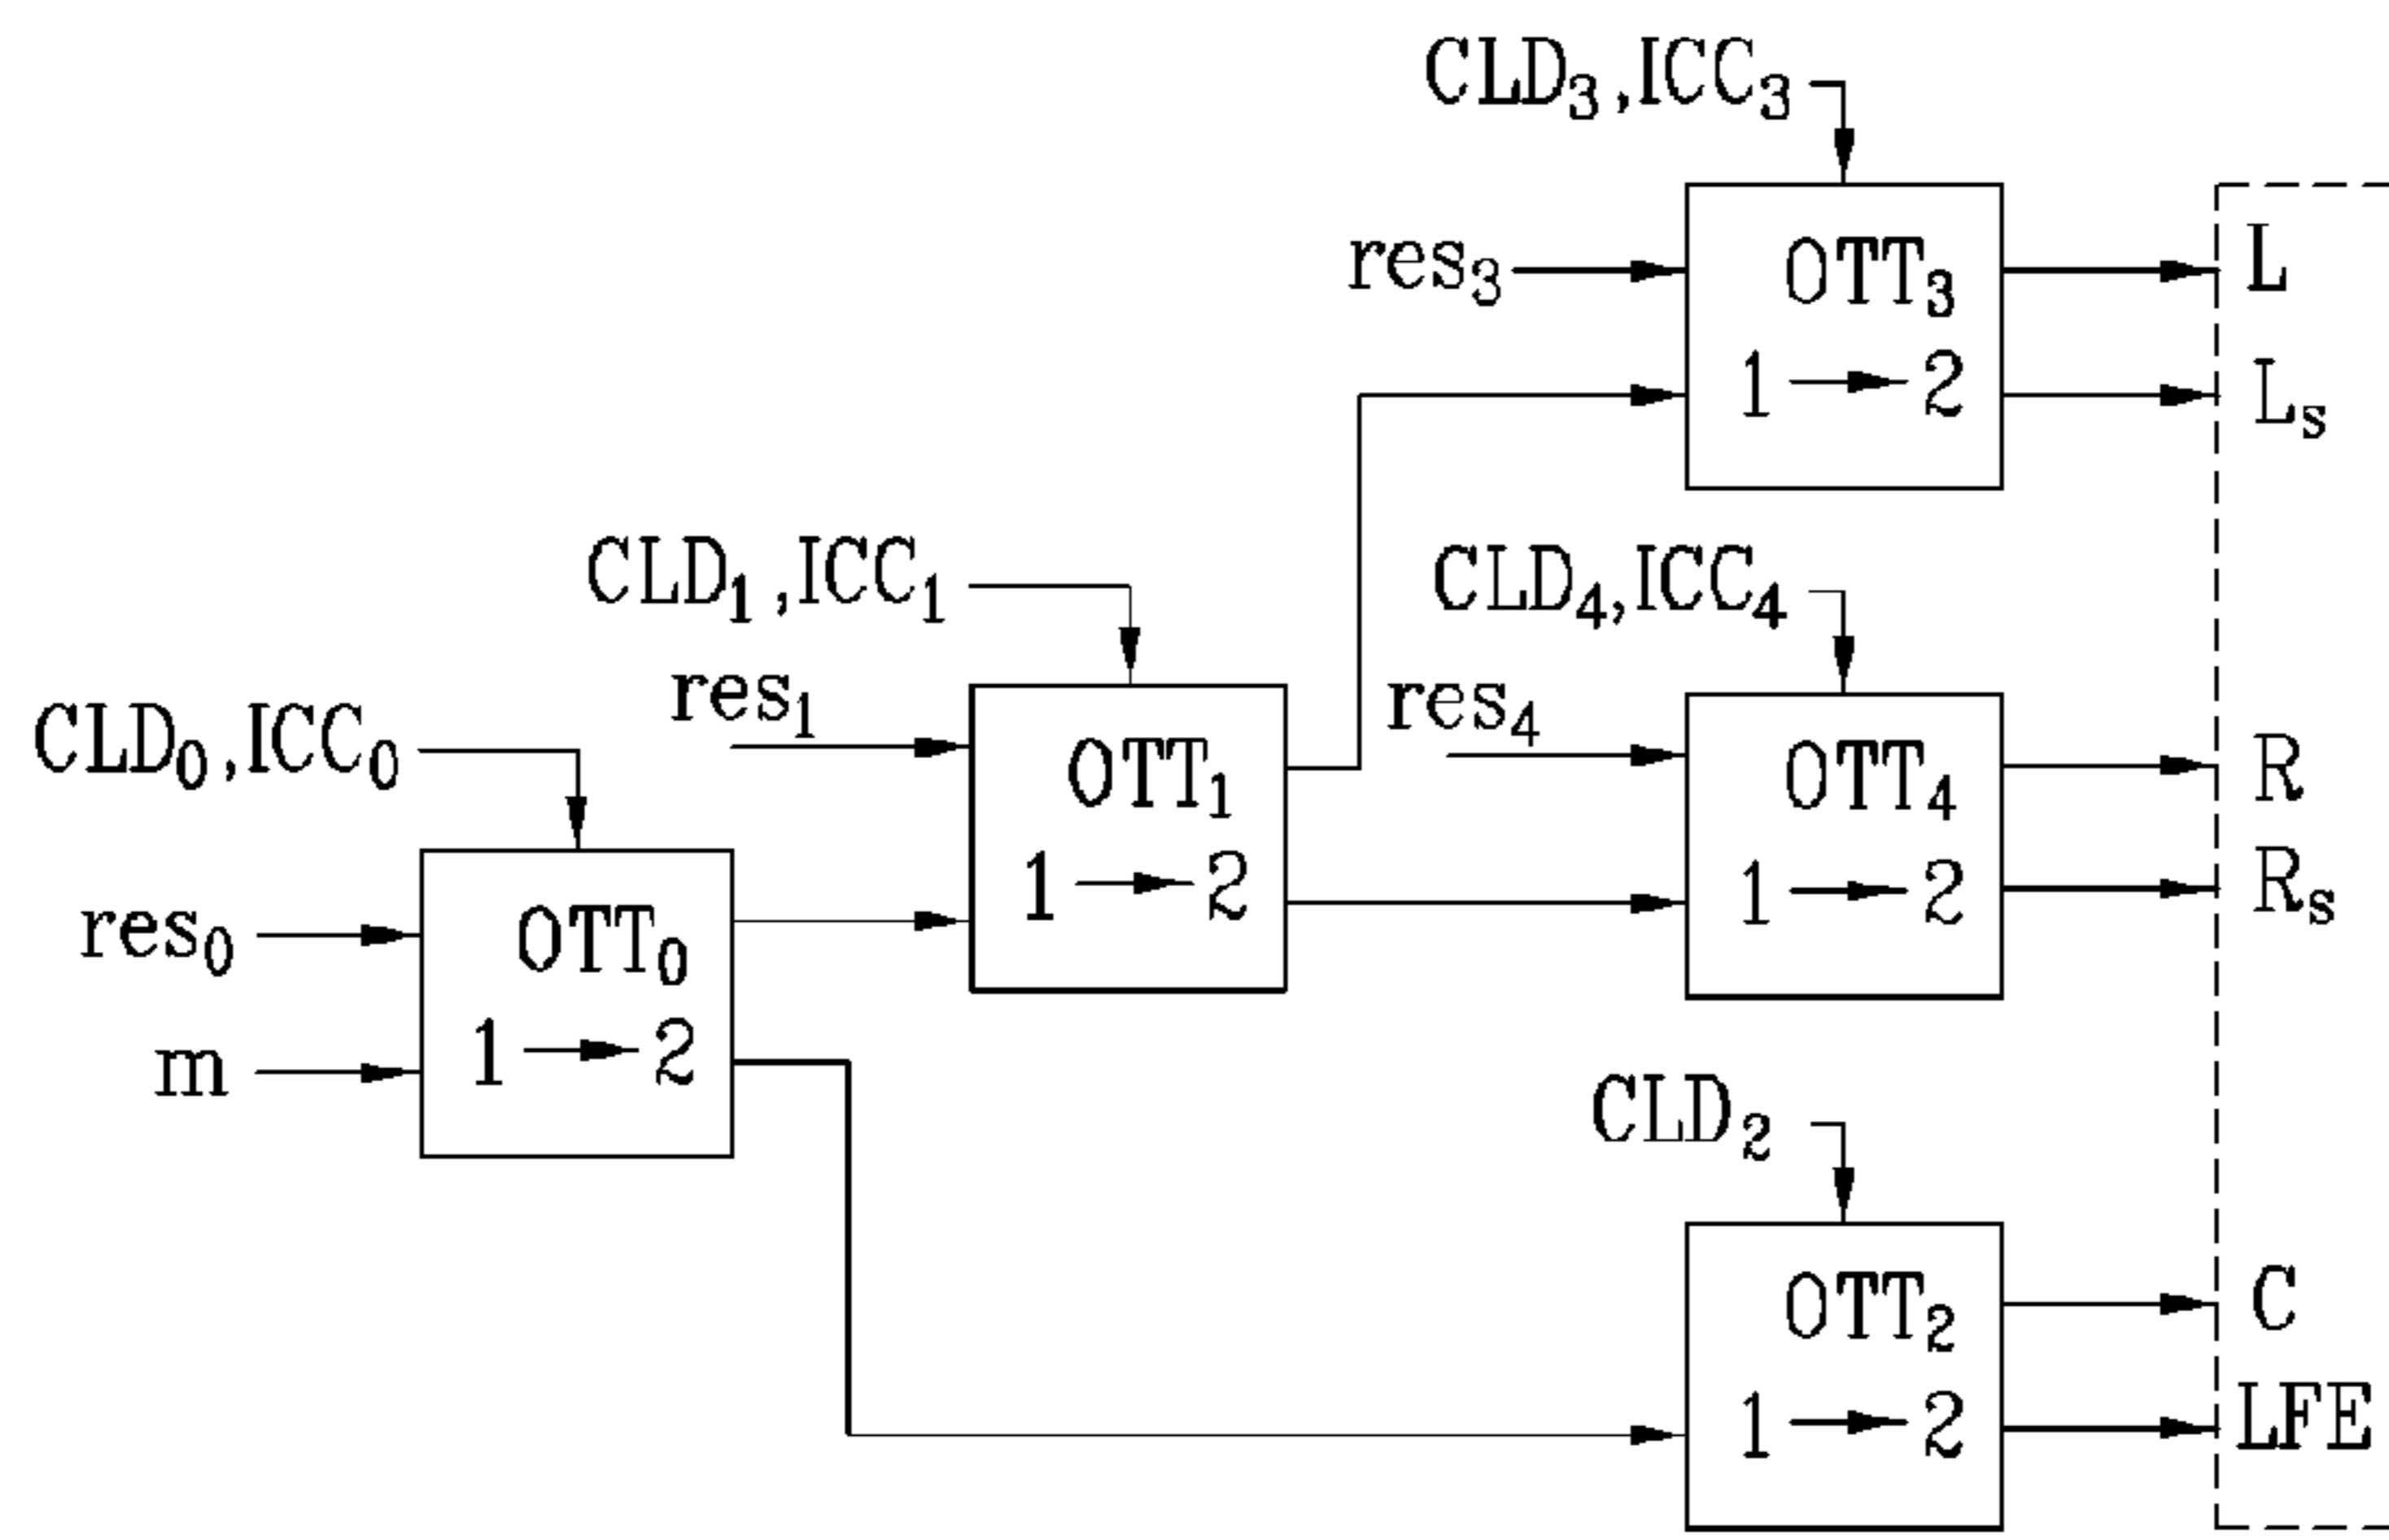 CLD₃,ICC₃
res₃
OTT₃
1 → 2
L
Lₛ
CLD₁,ICC₁
res₁
OTT₁
1 → 2
CLD₄,ICC₄
res₄
OTT₄
1 → 2
R
Rₛ
CLD₀,ICC₀
res₀
m
OTT₀
1 → 2
CLD₂
OTT₂
1 → 2
C
LFE